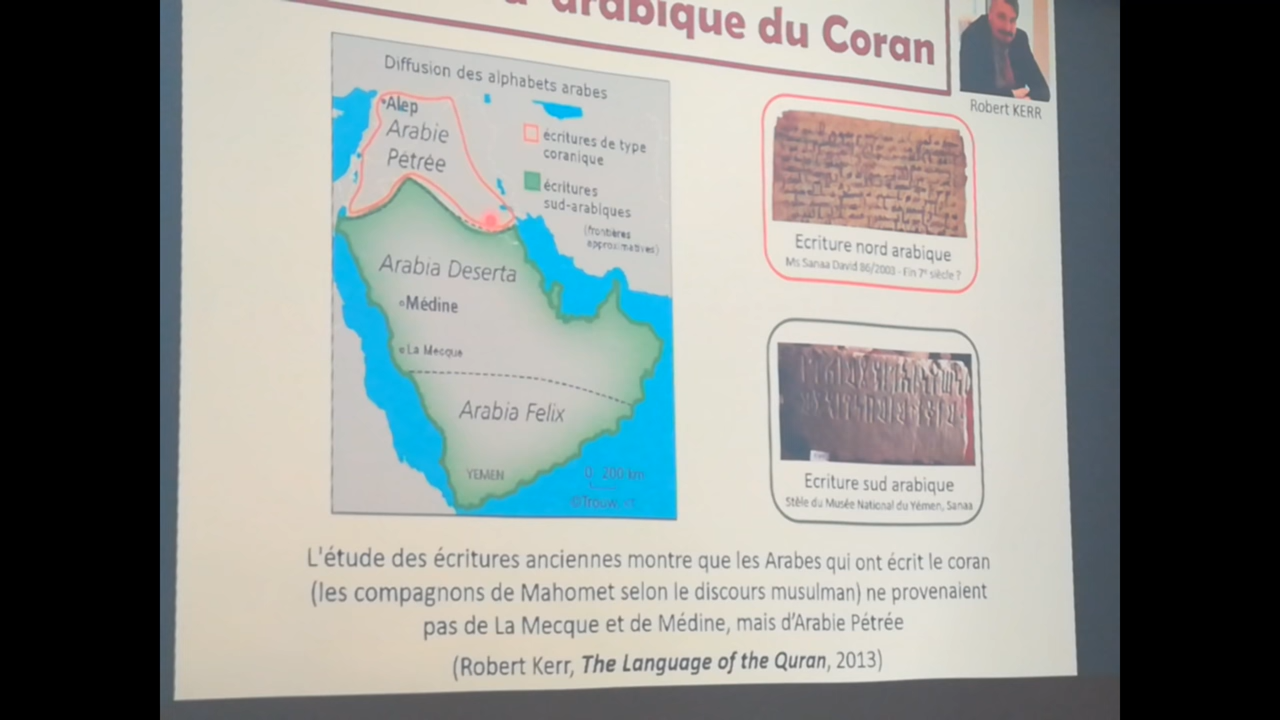 arabique du Coran
Robert KERR
Diffusion des alphabets arabes
Alep
Arabie
Pétrée
écritures de type
coranique
écritures
sud-arabiques
(frontières
approximatives)
Arabia Deserta
Médine
La Mecque
Arabia Felix
YEMEN
0 200 km
Ecriture nord arabique
Ms Sanaa David 86/2003 - Fin 7e siècle ?
Ecriture sud arabique
Stèle du Musée National du Yémen, Sanaa
L'étude des écritures anciennes montre que les Arabes qui ont écrit le coran
(les compagnons de Mahomet selon le discours musulman) ne provenaient
pas de La Mecque et de Médine, mais d'Arabie Pétrée
(Robert Kerr, The Language of the Quran, 2013)